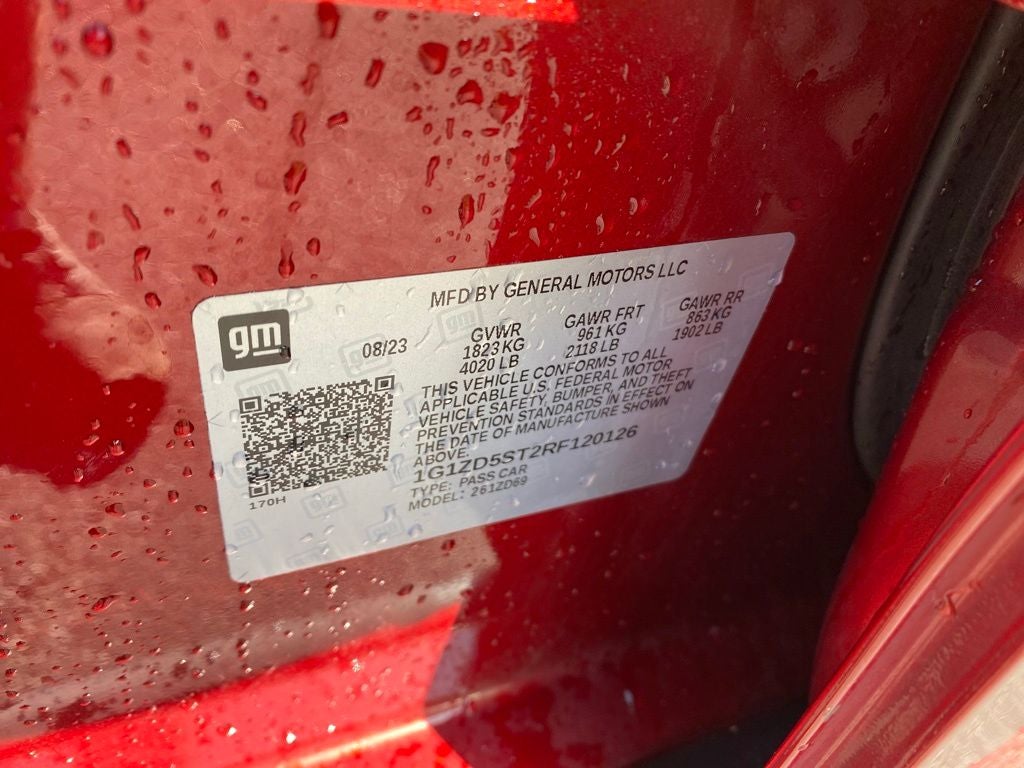 MFD BY GENERAL MOTORS LLC
gm
08/23
GVWR
1823 KG
4020 LB
GAWR FRT
961 KG
2118 LB
GAWR RR
863 KG
1902 LB
THIS VEHICLE CONFORMS TO ALL
APPLICABLE U.S. FEDERAL MOTOR
VEHICLE SAFETY, BUMPER, AND THEFT
PREVENTION STANDARDS IN EFFECT ON
THE DATE OF MANUFACTURE SHOWN
ABOVE.
1G1ZD5ST2RF120126
TYPE: PASS CAR
MODEL: 261ZD69
170H